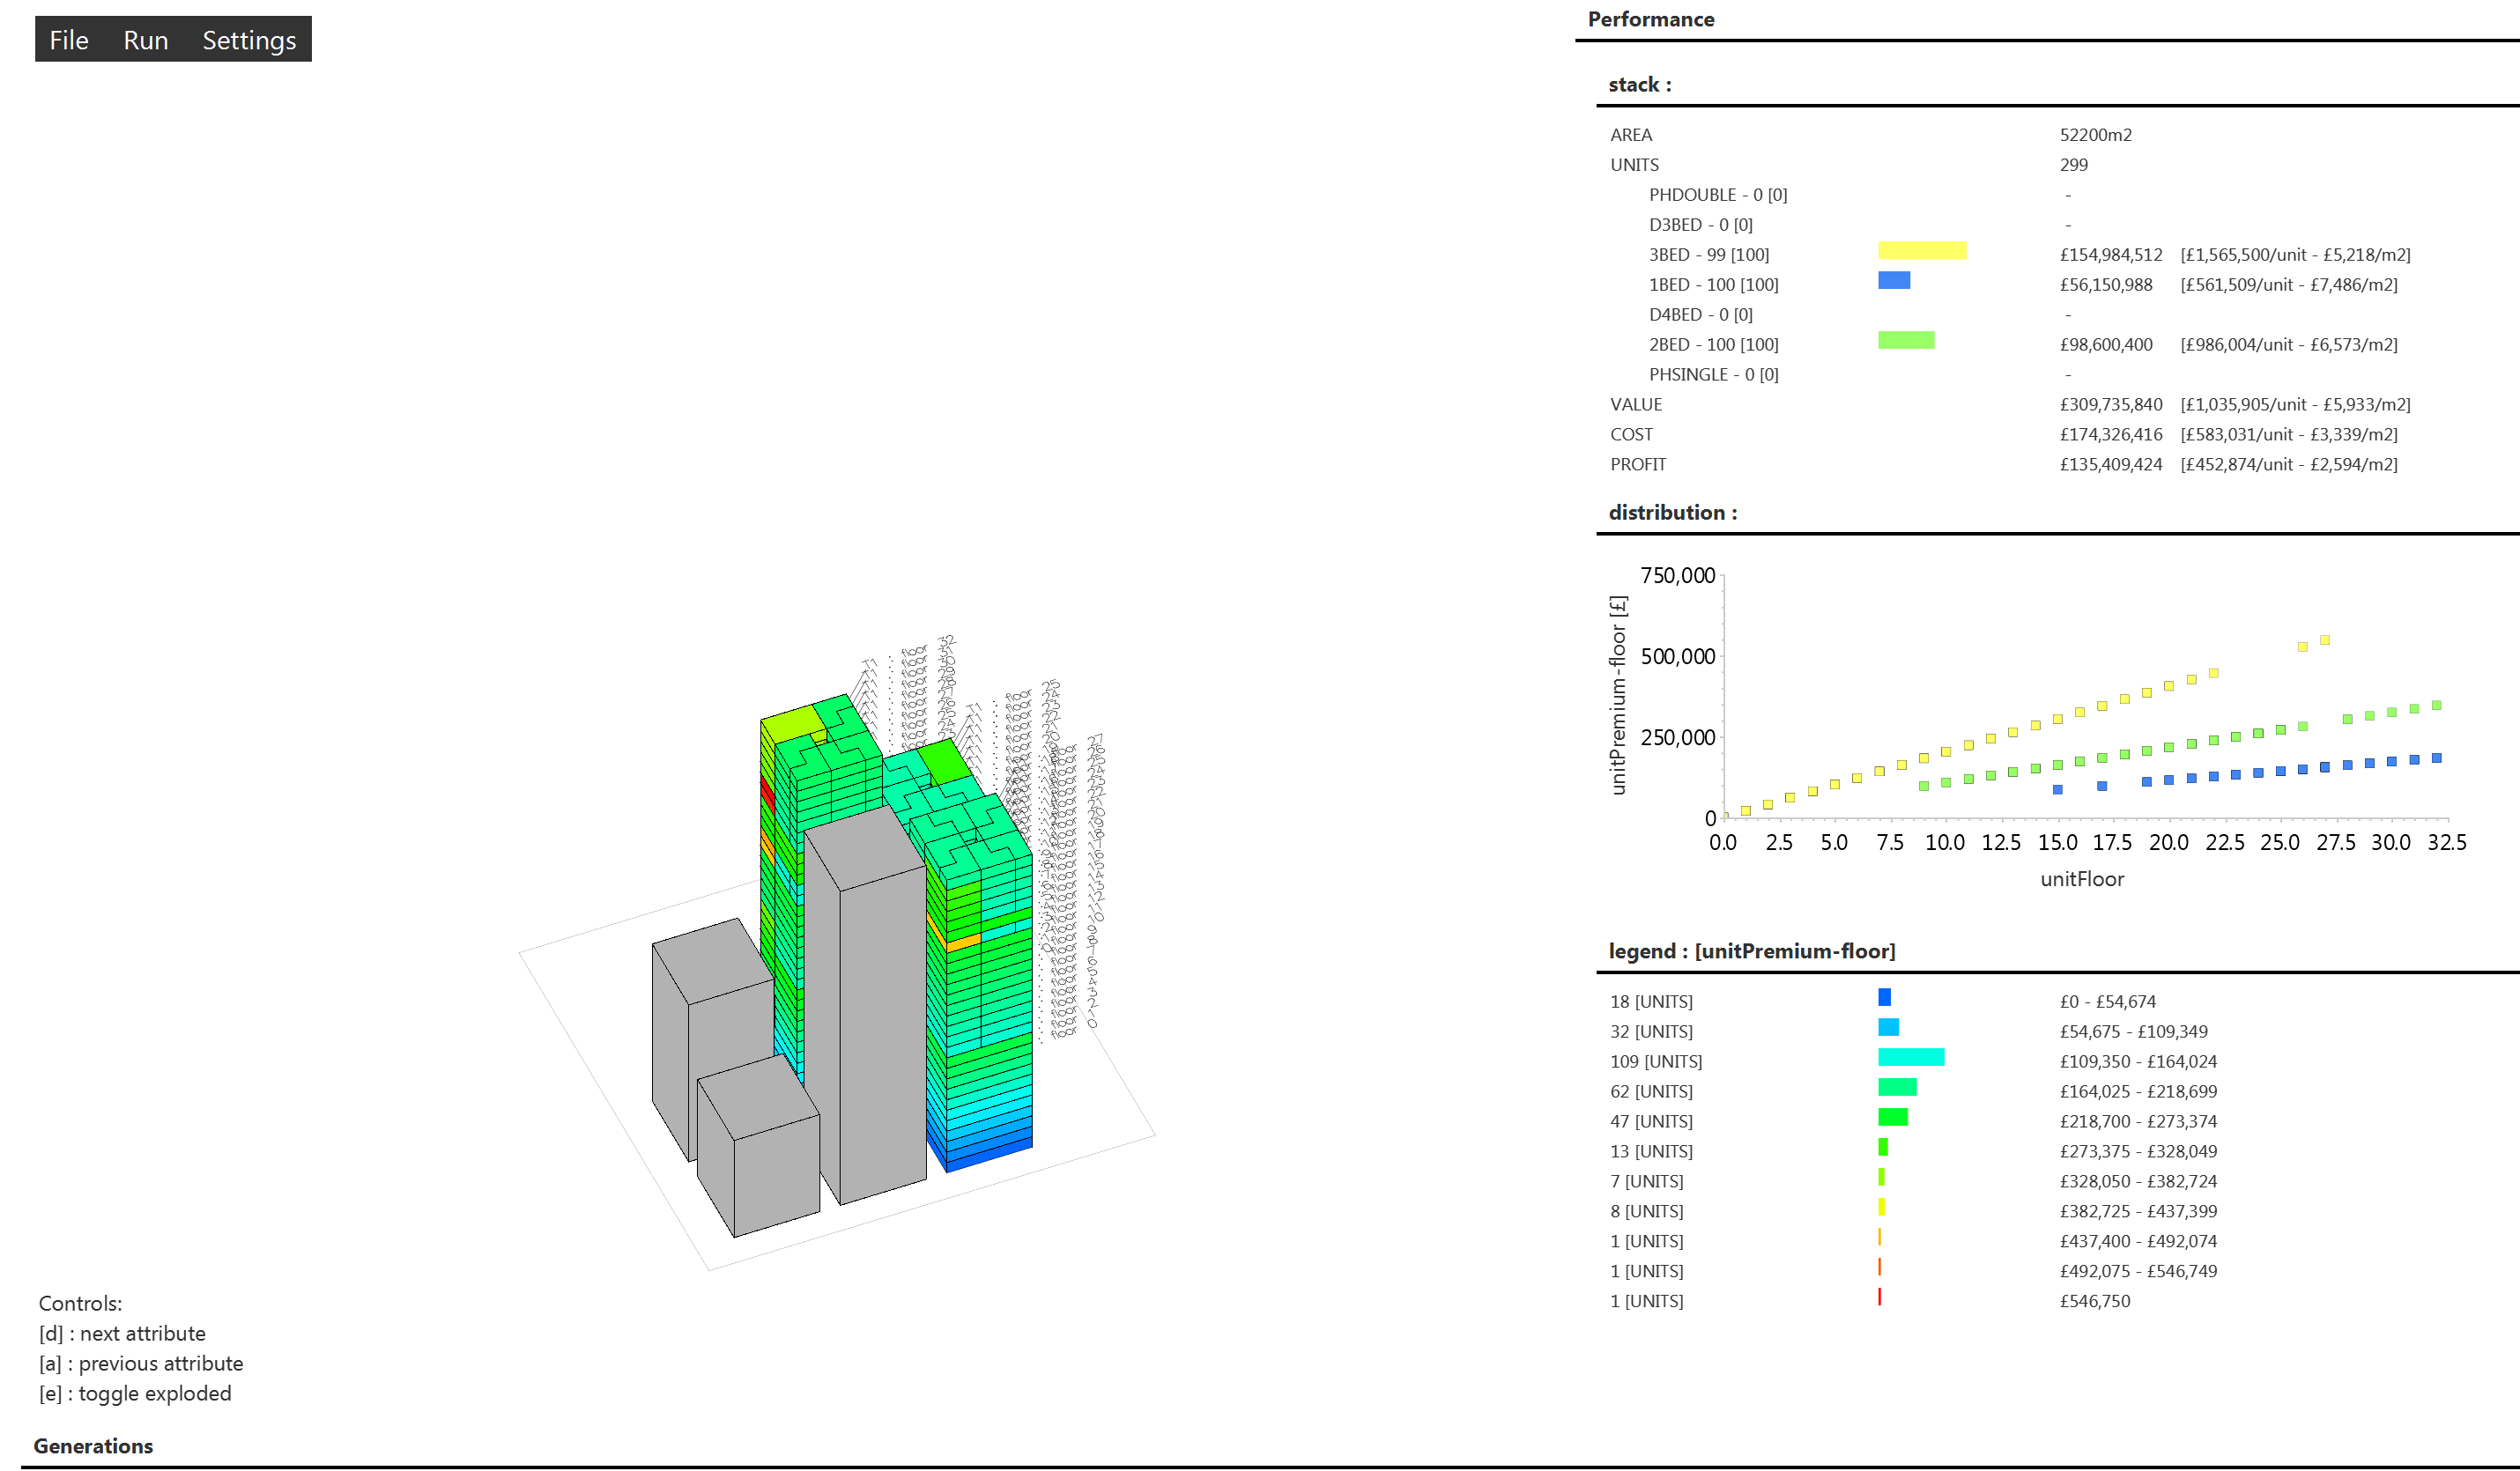 File Run Settings
Performance
stack :
AREA 52200m2
UNITS 299
PHDOUBLE - 0 [0] -
D3BED - 0 [0] -
3BED - 99 [100] £154,984,512 [£1,565,500/unit - £5,218/m2]
1BED - 100 [100] £56,150,988 [£561,509/unit - £7,486/m2]
D4BED - 0 [0] -
2BED - 100 [100] £98,600,400 [£986,004/unit - £6,573/m2]
PHSINGLE - 0 [0] -
VALUE £309,735,840 [£1,035,905/unit - £5,933/m2]
COST £174,326,416 [£583,031/unit - £3,339/m2]
PROFIT £135,409,424 [£452,874/unit - £2,594/m2]
distribution :
unitPremium-floor [£]
750,000
500,000
250,000
0
0.0 2.5 5.0 7.5 10.0 12.5 15.0 17.5 20.0 22.5 25.0 27.5 30.0 32.5
unitFloor
legend : [unitPremium-floor]
18 [UNITS] £0 - £54,674
32 [UNITS] £54,675 - £109,349
109 [UNITS] £109,350 - £164,024
62 [UNITS] £164,025 - £218,699
47 [UNITS] £218,700 - £273,374
13 [UNITS] £273,375 - £328,049
7 [UNITS] £328,050 - £382,724
8 [UNITS] £382,725 - £437,399
1 [UNITS] £437,400 - £492,074
1 [UNITS] £492,075 - £546,749
1 [UNITS] £546,750
Controls:
[d] : next attribute
[a] : previous attribute
[e] : toggle exploded
Generations